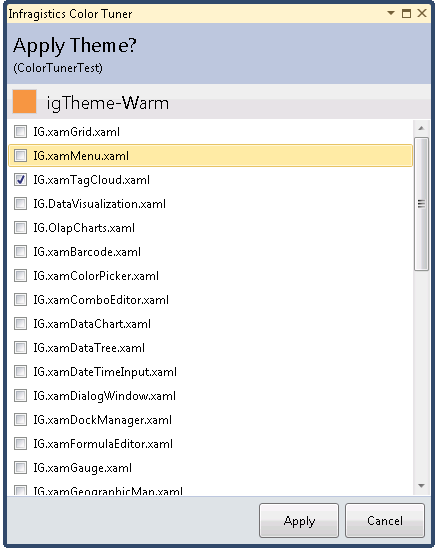 Infragistics Color Tuner
Apply Theme?
(ColorTunerTest)
igTheme-Warm
IG.xamGrid.xaml
IG.xamMenu.xaml
IG.xamTagCloud.xaml
IG.DataVisualization.xaml
IG.OlapCharts.xaml
IG.xamBarcode.xaml
IG.xamColorPicker.xaml
IG.xamComboEditor.xaml
IG.xamDataChart.xaml
IG.xamDataTree.xaml
IG.xamDateTimeInput.xaml
IG.xamDialogWindow.xaml
IG.xamDockManager.xaml
IG.xamFormulaEditor.xaml
IG.xamGauge.xaml
IG.xamGeographicMap.xaml
Apply Cancel